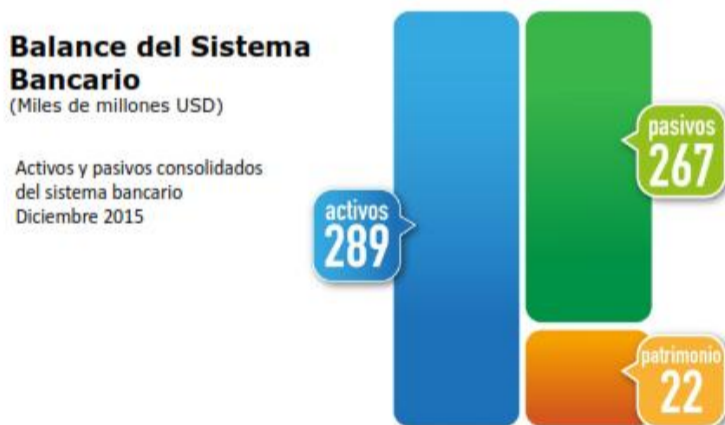 Balance del Sistema
Bancario
(Miles de millones USD)
Activos y pasivos consolidados
del sistema bancario
Diciembre 2015
activos
289
pasivos
267
patrimonio
22